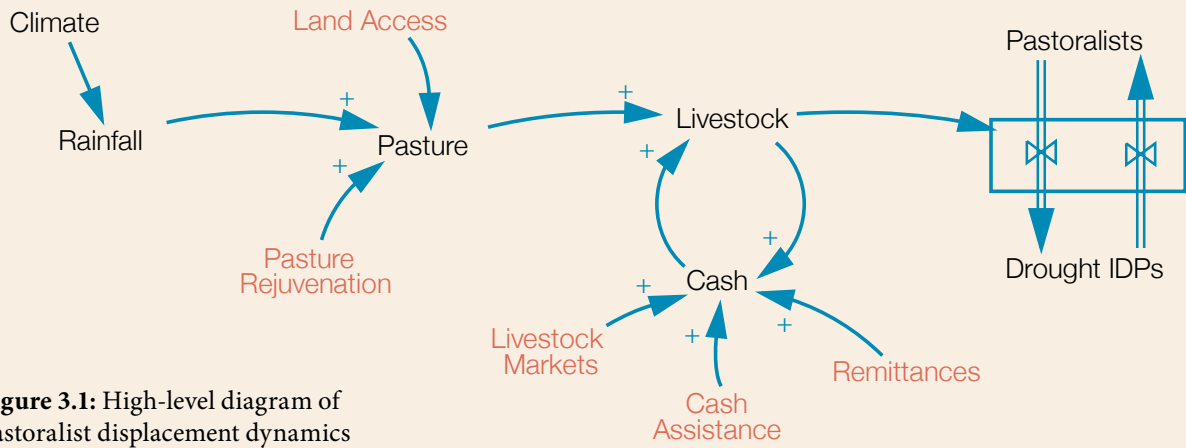 Climate
Land Access
Pastoralists
+
+
Rainfall
Livestock
Pasture
+
+
+
Pasture
Rejuvenation
Drought IDPs
Cash
+
Livestock
Markets
+
+
Remittances
Cash
Assistance
gure 3.1: High-level diagram of
astoralist displacement dynamics